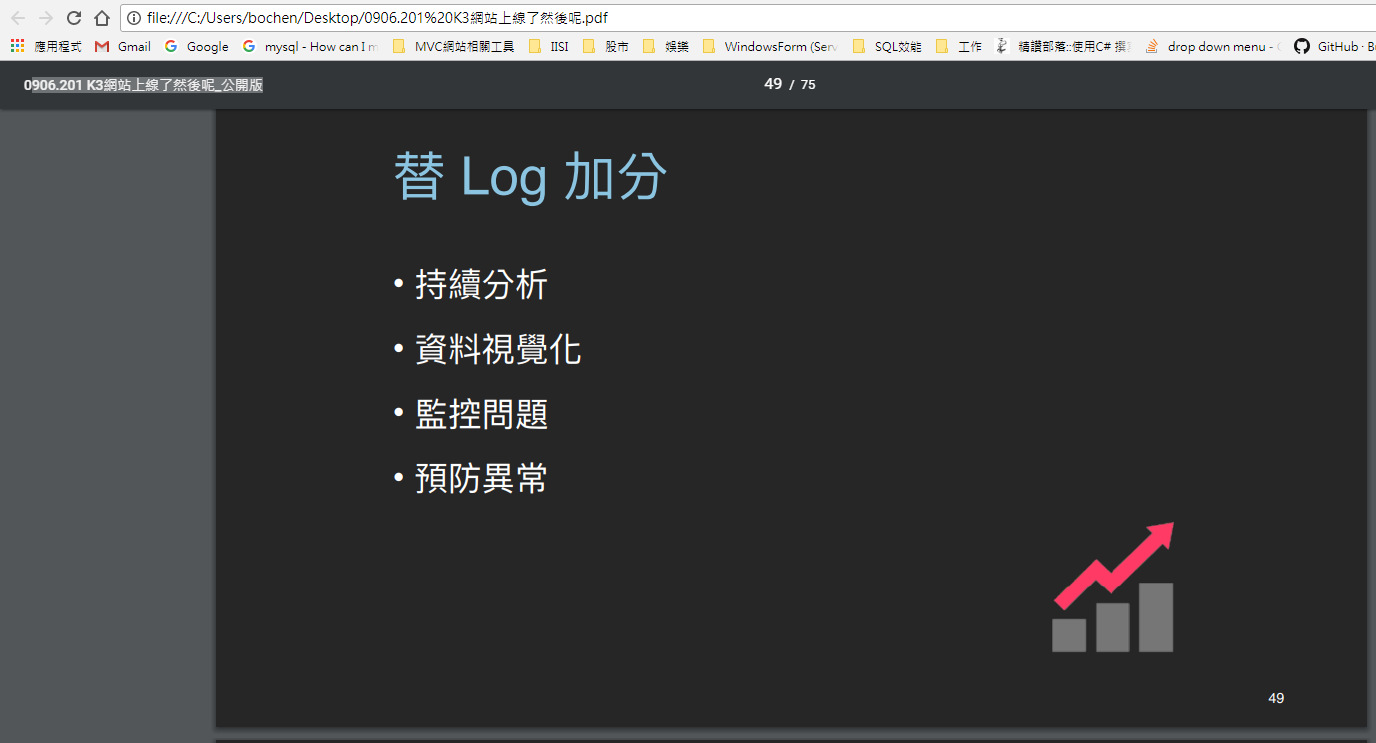 file:///C:/Users/bochen/Desktop/0906.201%20K3網站上線了然後呢.pdf
應用程式 Gmail Google mysql - How can I m MVC網站相關工具 IISI 股市 娛樂 WindowsForm (Serv SQL效能 工作 精讚部落::使用C# 撰 drop down menu - GitHub · B
0906.201 K3網站上線了然後呢_公開版 49 / 75
替 Log 加分
• 持續分析
• 資料視覺化
• 監控問題
• 預防異常
49